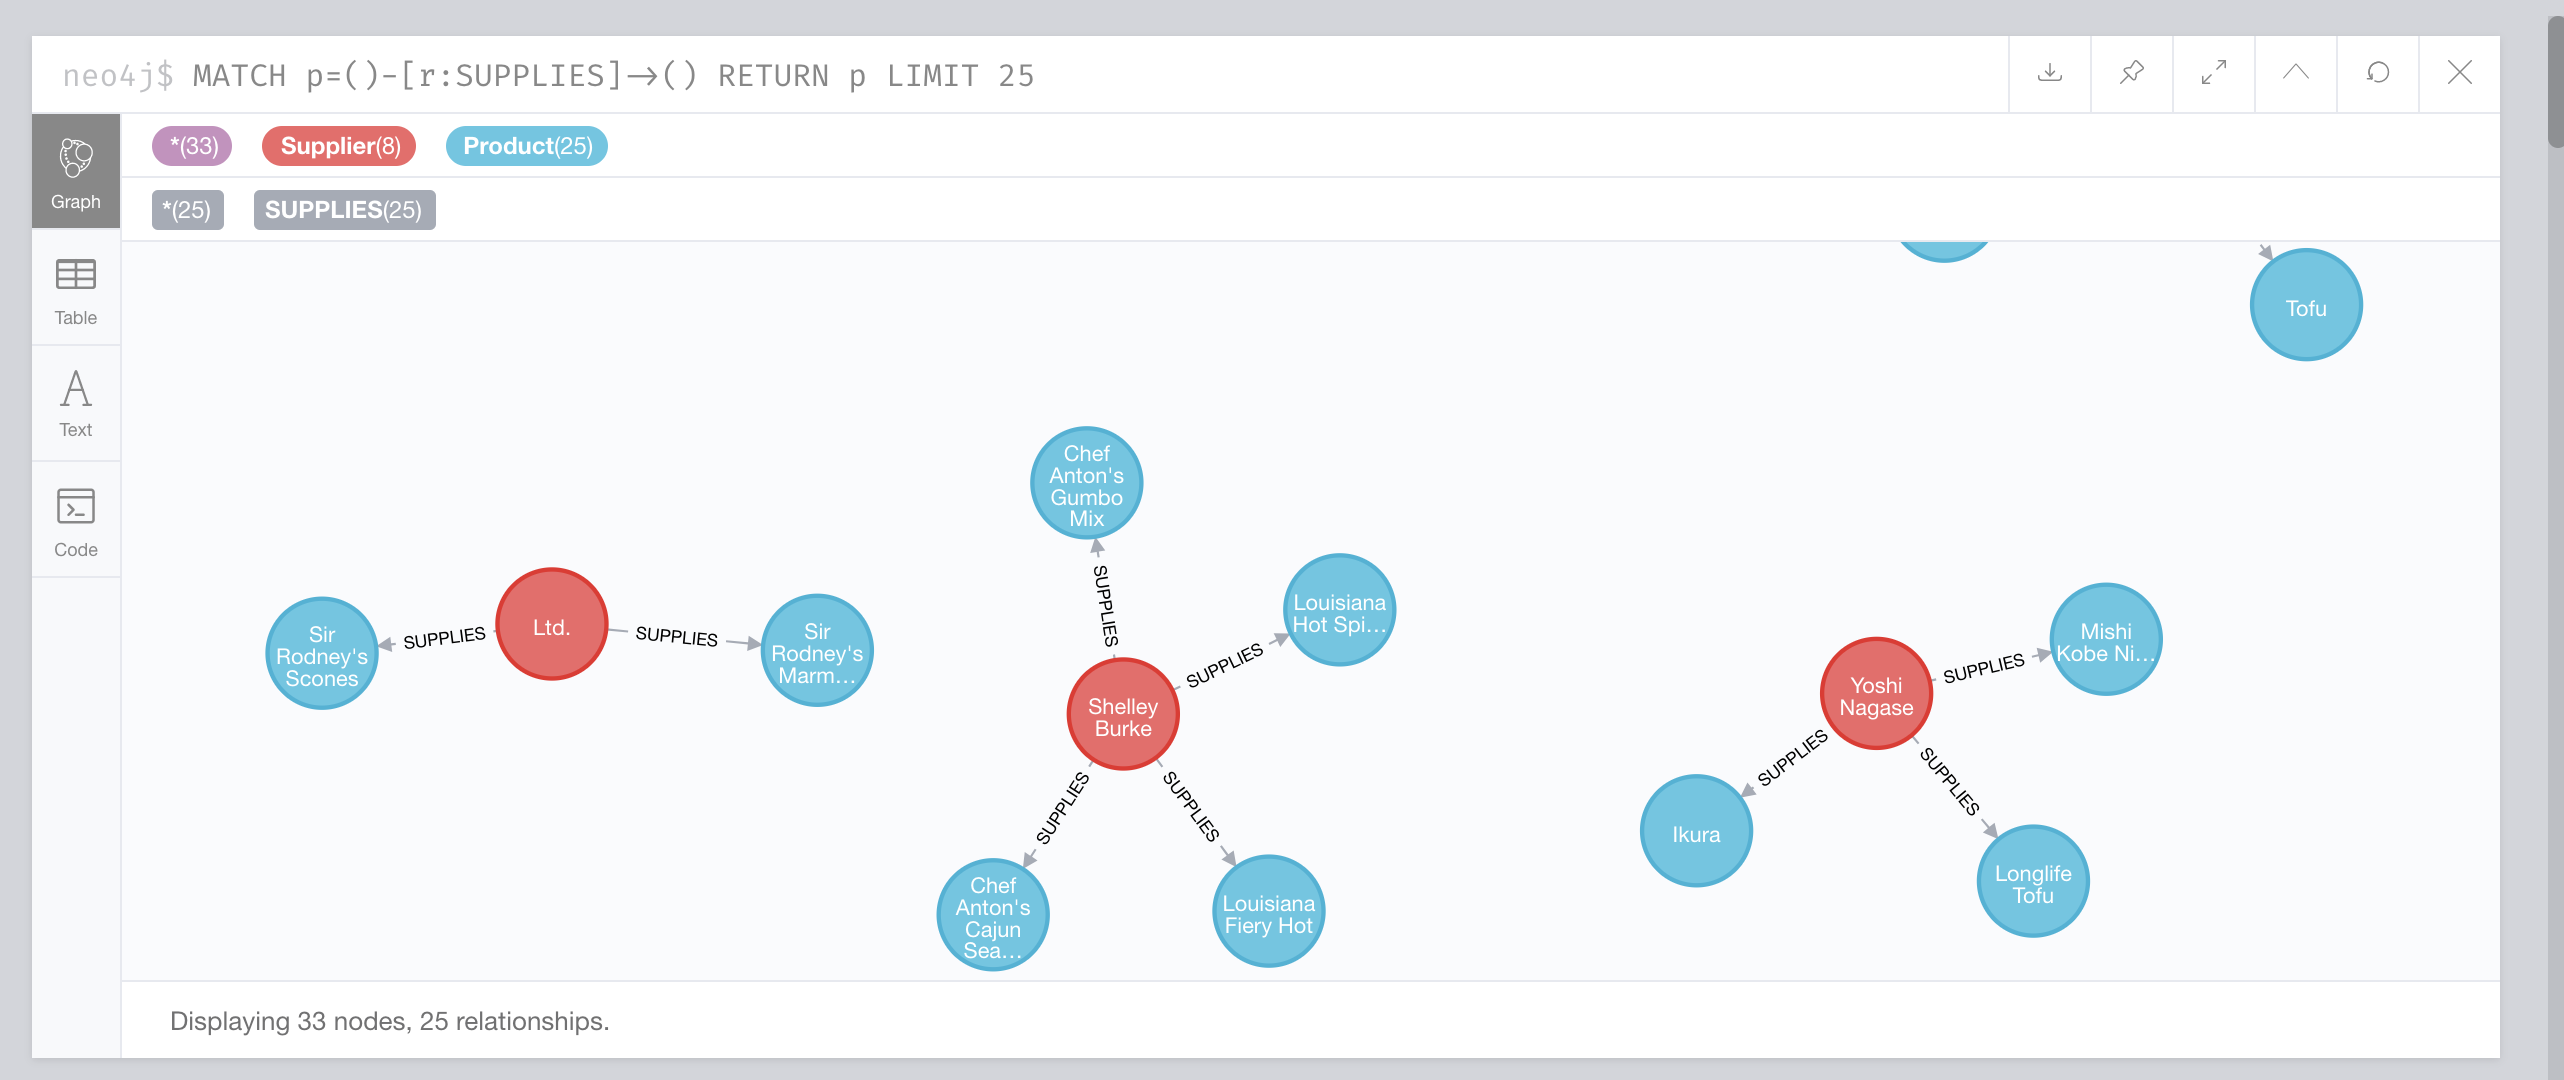 neo4j$ MATCH p=()-[r:SUPPLIES]->() RETURN p LIMIT 25
*(33) Supplier(8) Product(25)
*(25) SUPPLIES(25)
Graph
Table
Text
Code
Tofu
Chef
Anton's
Gumbo
Mix
SUPPLIES
Louisiana
Hot Spi...
SUPPLIES
Sir
Rodney's
Scones
SUPPLIES
Ltd.
SUPPLIES
Sir
Rodney's
Marm...
Shelley
Burke
SUPPLIES
SUPPLIES
Chef
Anton's
Cajun
Sea...
Louisiana
Fiery Hot
Yoshi
Nagase
SUPPLIES
Mishi
Kobe Ni...
SUPPLIES
SUPPLIES
Ikura
Longlife
Tofu
Displaying 33 nodes, 25 relationships.